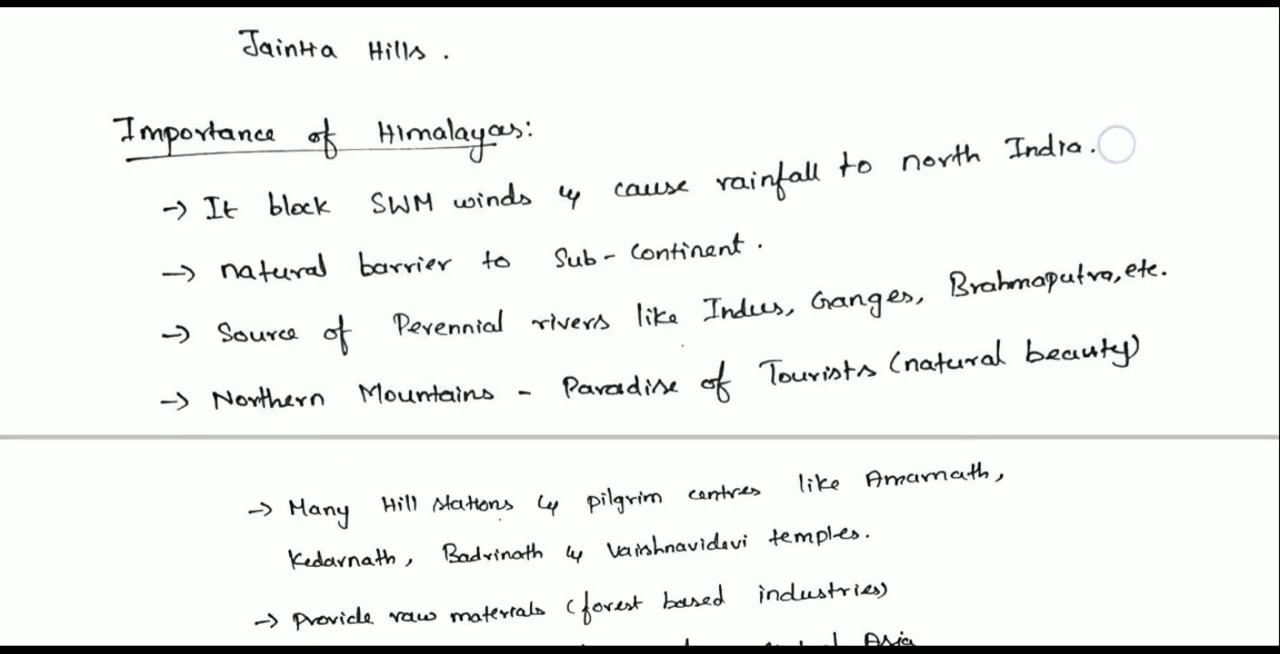 Jaintia Hills.
Importance of Himalayas:
→ It block SWM winds & cause rainfall to north India.
→ natural barrier to Sub-continent.
→ Source of Perennial rivers like Indus, Ganges, Brahmaputra, etc.
→ Northern Mountains - Paradise of Tourists (natural beauty)
→ Many Hill stations & pilgrim centres like Amarnath,
Kedarnath, Badrinath & Vaishnavidevi temples.
→ Provide raw materials (forest based industries)
Asia